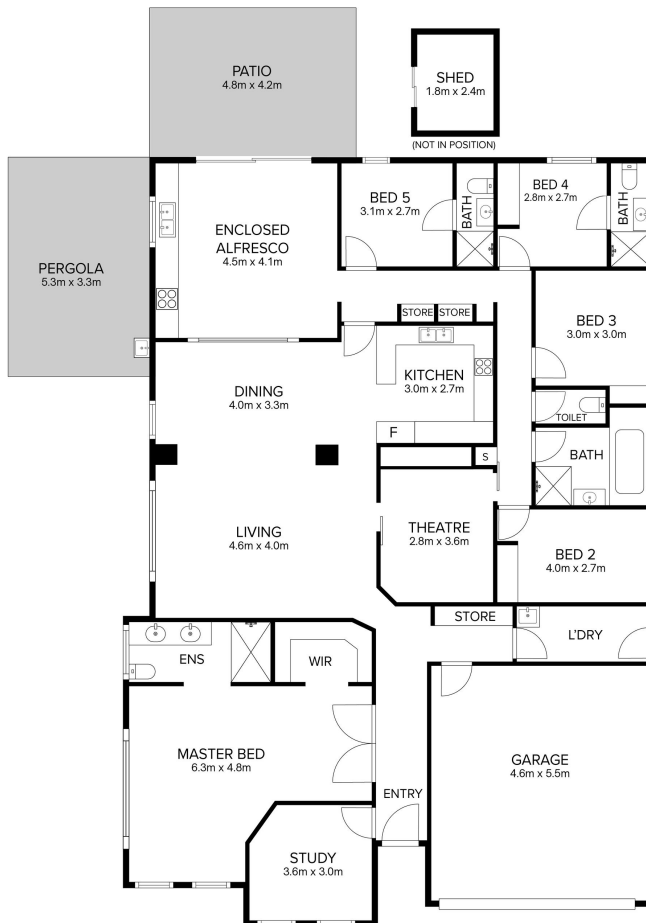 PATIO
4.8m x 4.2m
SHED
1.8m x 2.4m
(NOT IN POSITION)
PERGOLA
5.3m x 3.3m
ENCLOSED
ALFRESCO
4.5m x 4.1m
BED 5
3.1m x 2.7m
BATH
BED 4
2.8m x 2.7m
BATH
STORE
STORE
BED 3
3.0m x 3.0m
DINING
4.0m x 3.3m
KITCHEN
3.0m x 2.7m
F
TOILET
BATH
S
LIVING
4.6m x 4.0m
THEATRE
2.8m x 3.6m
BED 2
4.0m x 2.7m
STORE
L'DRY
ENS
WIR
MASTER BED
6.3m x 4.8m
ENTRY
GARAGE
4.6m x 5.5m
STUDY
3.6m x 3.0m